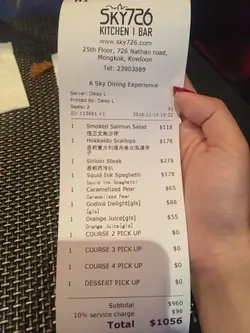 SKY726
KITCHEN | BAR
www.sky726.com
25th Floor, 726 Nathan road,
Mongkok, Kowloon
Tel: 23903889
A Sky Dining Experience
Server: Daisy L
Printed By: Daisy L
Seats: 2
1 Smoked Salmon Salad $118
1 Hokkaido Scallops
1 Sirloin Steak $278
1 Squid Ink Spaghetti $178
Squid Ink Spaghetti
1 Caramelized Pear $65
Caramelized Pear
1 Godiva Delight $86
[gls]
1 Orange Juice[gls] $55
Orange Juice[gls]
1 COURSE 2 PICK UP $0
1 COURSE 3 PICK UP $0
1 COURSE 4 PICK UP $0
1 DESSERT PICK UP $0
Subtotal $960
10% service charge $96
Total $1056